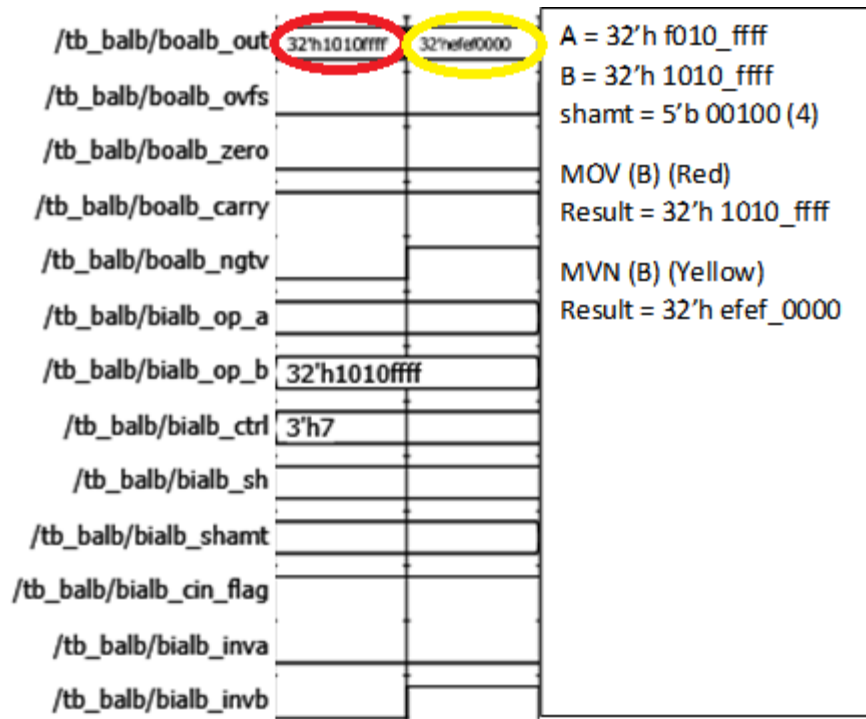 /tb_balb/boalb_out
32'h1010ffff
32'hefef0000
/tb_balb/boalb_ovfs
/tb_balb/boalb_zero
/tb_balb/boalb_carry
/tb_balb/boalb_ngtv
/tb_balb/bialb_op_a
/tb_balb/bialb_op_b
32'h1010ffff
/tb_balb/bialb_ctrl
3'h7
/tb_balb/bialb_sh
/tb_balb/bialb_shamt
/tb_balb/bialb_cin_flag
/tb_balb/bialb_inva
/tb_balb/bialb_invb
A = 32'h f010_ffff
B = 32'h 1010_ffff
shamt = 5'b 00100 (4)
MOV (B) (Red)
Result = 32'h 1010_ffff
MVN (B) (Yellow)
Result = 32'h efef_0000